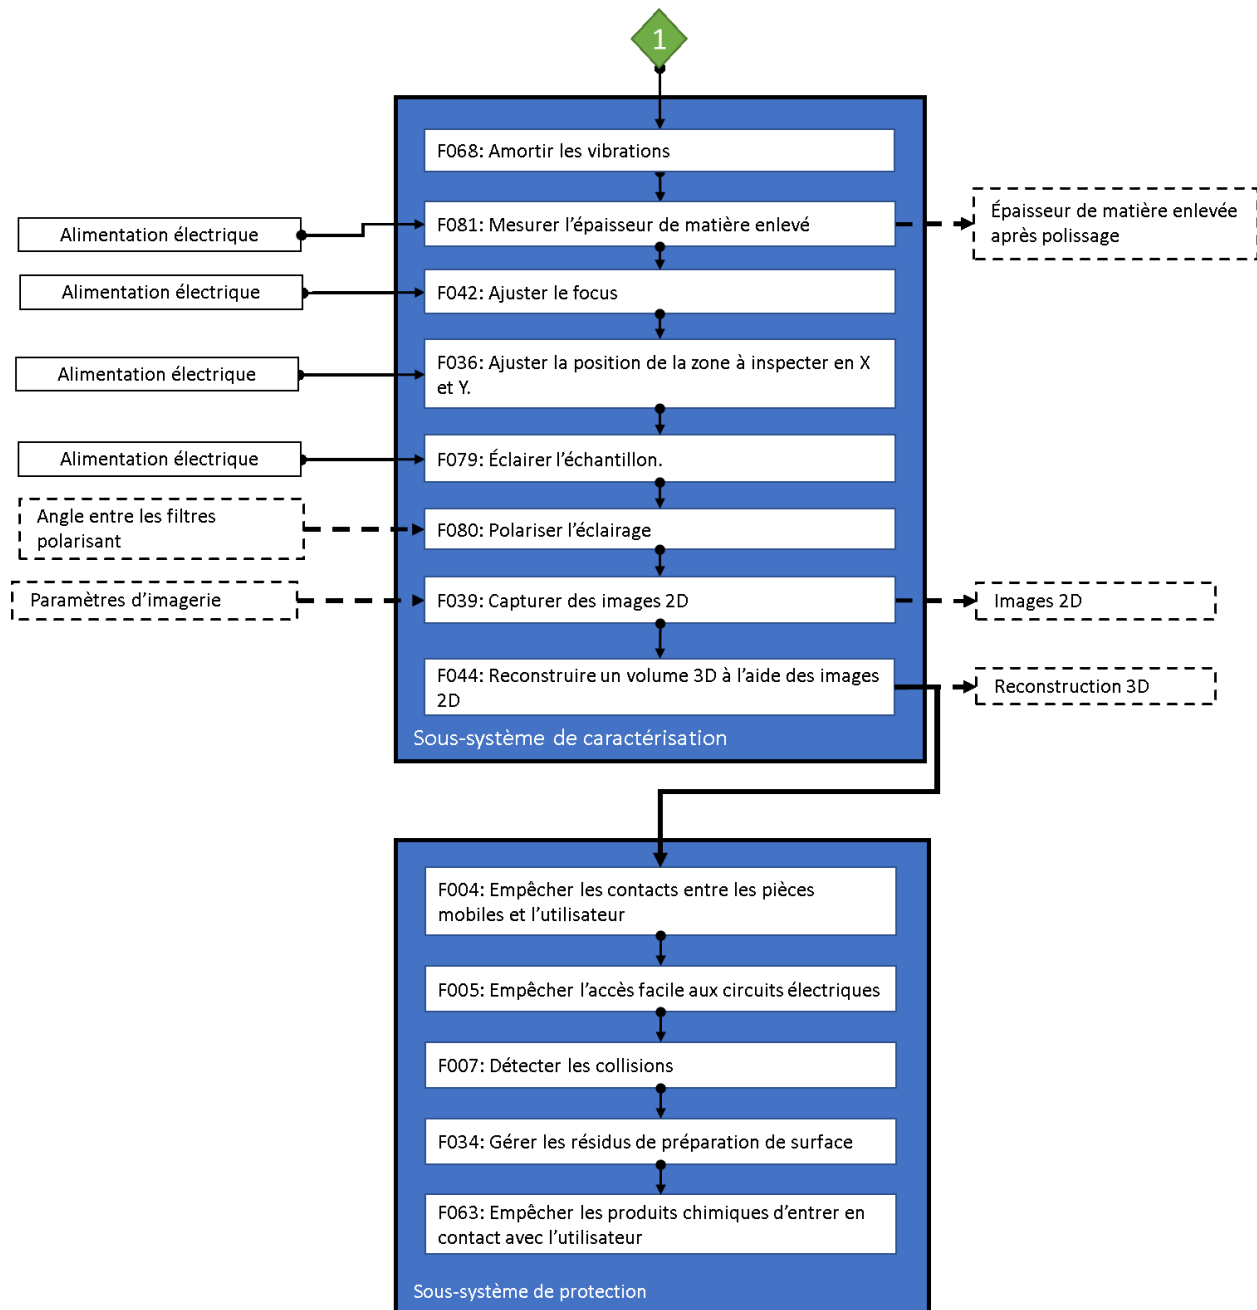 1
F068: Amortir les vibrations
Alimentation électrique
F081: Mesurer l’épaisseur de matière enlevé
Épaisseur de matière enlevée
après polissage
Alimentation électrique
F042: Ajuster le focus
Alimentation électrique
F036: Ajuster la position de la zone à inspecter en X
et Y.
Alimentation électrique
F079: Éclairer l’échantillon.
Angle entre les filtres
polarisant
F080: Polariser l’éclairage
Paramètres d’imagerie
F039: Capturer des images 2D
Images 2D
F044: Reconstruire un volume 3D à l’aide des images
2D
Reconstruction 3D
Sous-système de caractérisation
F004: Empêcher les contacts entre les pièces
mobiles et l’utilisateur
F005: Empêcher l’accès facile aux circuits électriques
F007: Détecter les collisions
F034: Gérer les résidus de préparation de surface
F063: Empêcher les produits chimiques d’entrer en
contact avec l’utilisateur
Sous-système de protection